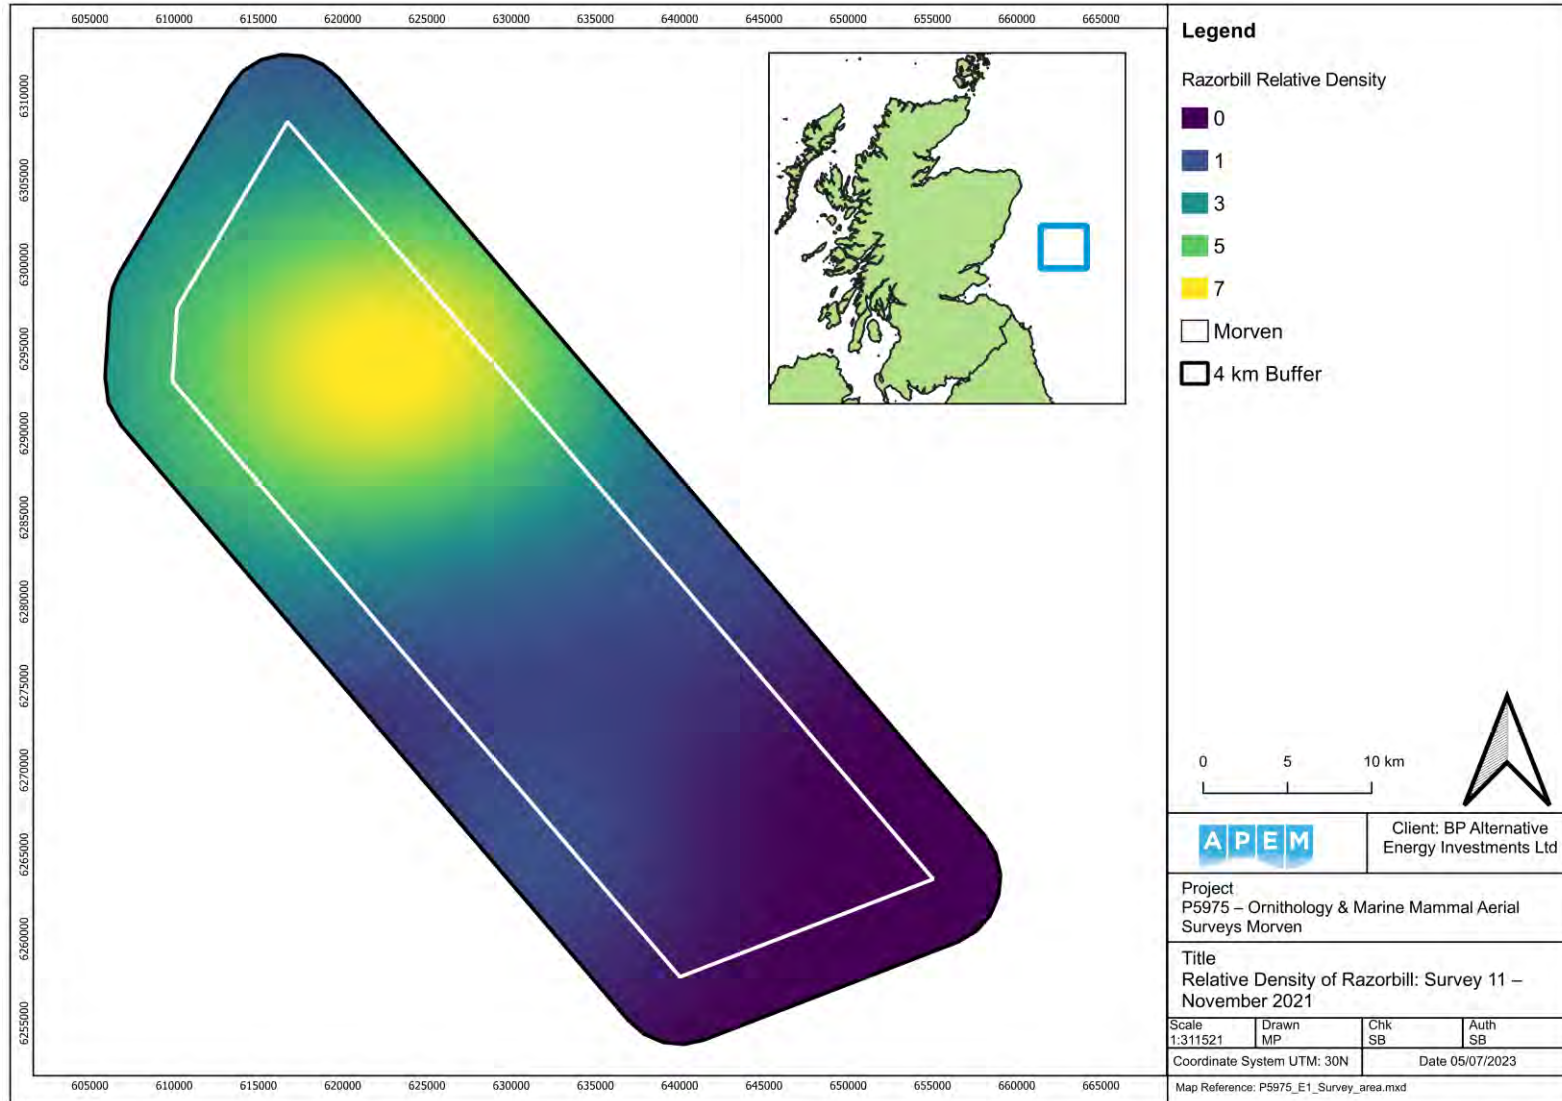 605000 610000 615000 620000 625000 630000 635000 640000 645000 650000 655000 660000 665000
6310000
6305000
6300000
6295000
6290000
6285000
6280000
6275000
6270000
6265000
6260000
6255000
605000 610000 615000 620000 625000 630000 635000 640000 645000 650000 655000 660000 665000
Legend
Razorbill Relative Density
0
1
3
5
7
Morven
4 km Buffer
0 5 10 km
APEM
Client: BP Alternative
Energy Investments Ltd
Project
P5975 – Ornithology & Marine Mammal Aerial
Surveys Morven
Title
Relative Density of Razorbill: Survey 11 –
November 2021
Scale Drawn Chk Auth
1:311521 MP SB SB
Coordinate System UTM: 30N Date 05/07/2023
Map Reference: P5975_E1_Survey_area.mxd